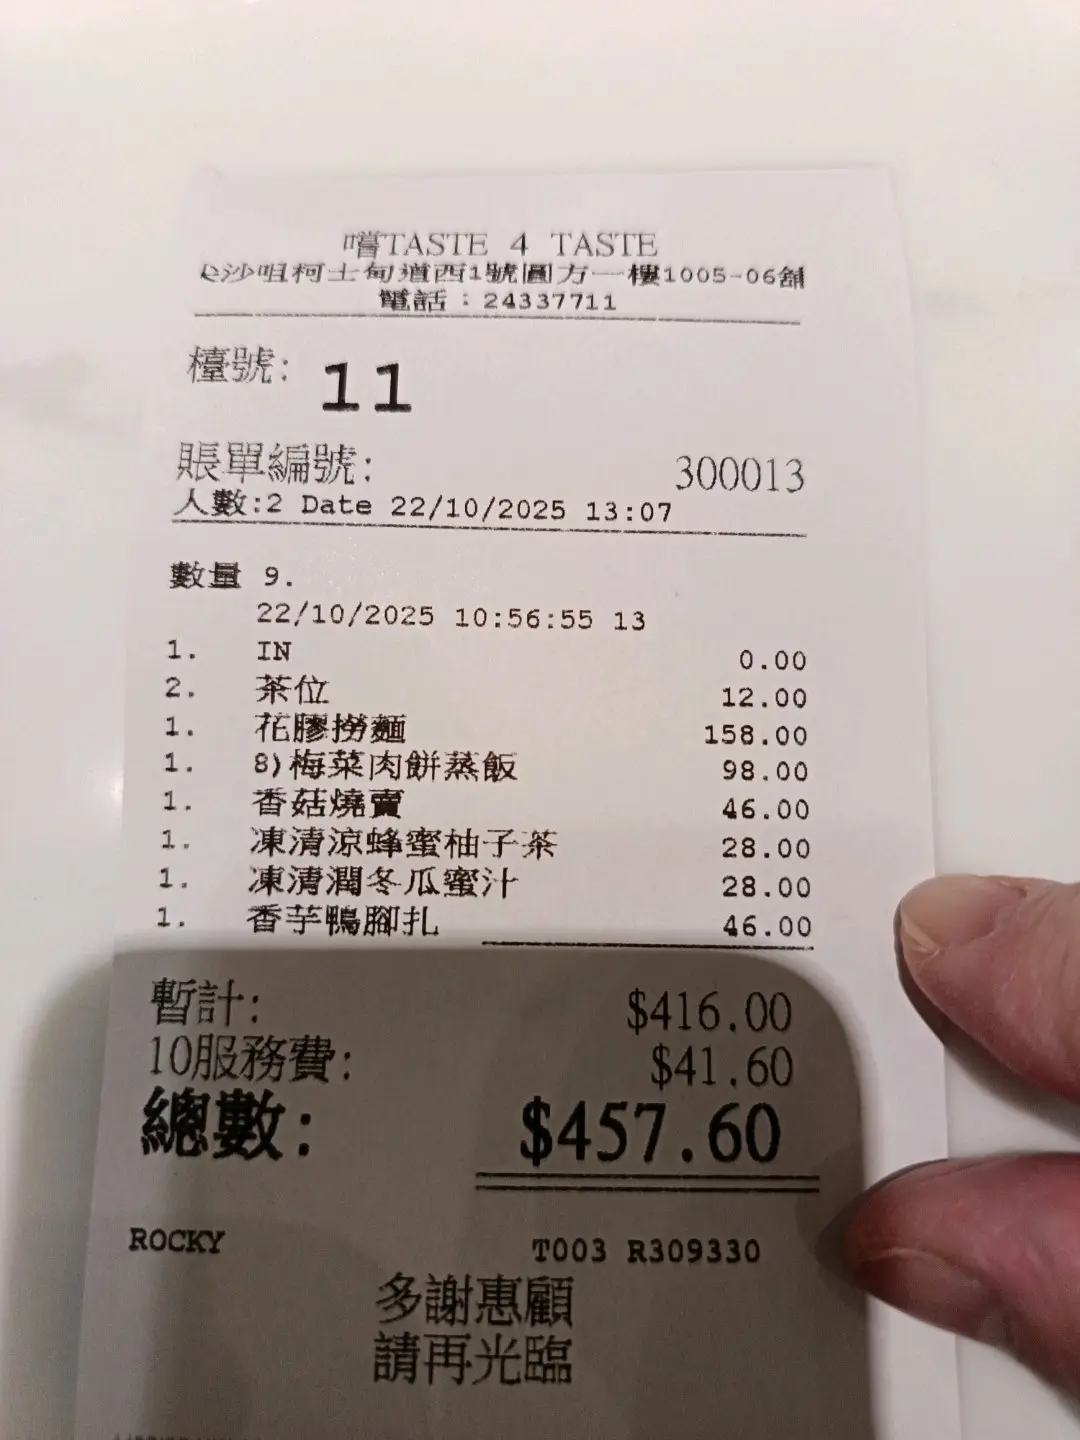 嚐TASTE 4 TASTE
沙咀柯士甸道西1號圓方一樓1005-06舖
電話：24337711
檯號: 11
賬單編號: 300013
人數:2 Date 22/10/2025 13:07
數量 9.
22/10/2025 10:56:55 13
1. IN 0.00
2. 茶位 12.00
1. 花膠撈麵 158.00
1. 8)梅菜肉餅蒸飯 98.00
1. 香菇燒賣 46.00
1. 凍清涼蜂蜜柚子茶 28.00
1. 凍清潤冬瓜蜜汁 28.00
1. 香芋鴨腳扎 46.00
暫計: $416.00
10服務費: $41.60
總數: $457.60
ROCKY T003 R309330
多謝惠顧
請再光臨